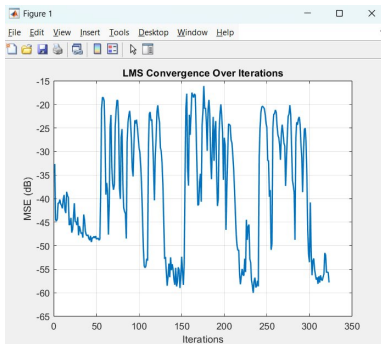 Figure 1
File Edit View Insert Tools Desktop Window Help
LMS Convergence Over Iterations
-15
-20
-25
-30
-35
-40
-45
-50
-55
-60
-65
MSE (dB)
0 50 100 150 200 250 300 350
Iterations